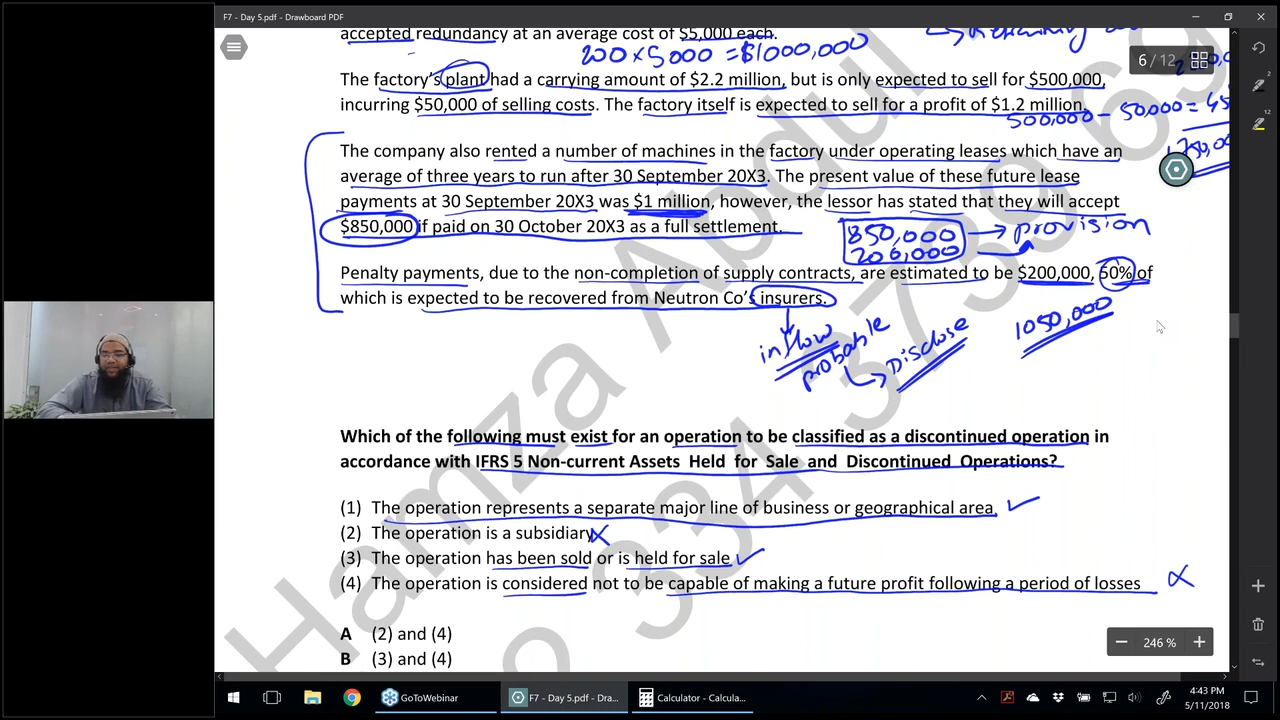 F7 - Day 5.pdf - Drawboard PDF
accepted redundancy at an average cost of $5,000 each.
200 x 5000 = $1000,000
6 / 12
The factory's plant had a carrying amount of $2.2 million, but is only expected to sell for $500,000,
incurring $50,000 of selling costs. The factory itself is expected to sell for a profit of $1.2 million.
500,000 - 50,000 = 45
The company also rented a number of machines in the factory under operating leases which have an
average of three years to run after 30 September 20X3. The present value of these future lease
payments at 30 September 20X3 was $1 million, however, the lessor has stated that they will accept
$850,000 if paid on 30 October 20X3 as a full settlement.
850,000 → provision
200,000
Penalty payments, due to the non-completion of supply contracts, are estimated to be $200,000, 50% of
which is expected to be recovered from Neutron Co's insurers.
inflow
probable
Disclose
1050,000
Which of the following must exist for an operation to be classified as a discontinued operation in
accordance with IFRS 5 Non-current Assets Held for Sale and Discontinued Operations?
(1) The operation represents a separate major line of business or geographical area.
(2) The operation is a subsidiary
(3) The operation has been sold or is held for sale
(4) The operation is considered not to be capable of making a future profit following a period of losses
A (2) and (4)
B (3) and (4)
Hamza Abdul
334 3739 69
246 %
GoToWebinar
F7 - Day 5.pdf - Dra...
Calculator - Calcula...
4:43 PM
5/11/2018